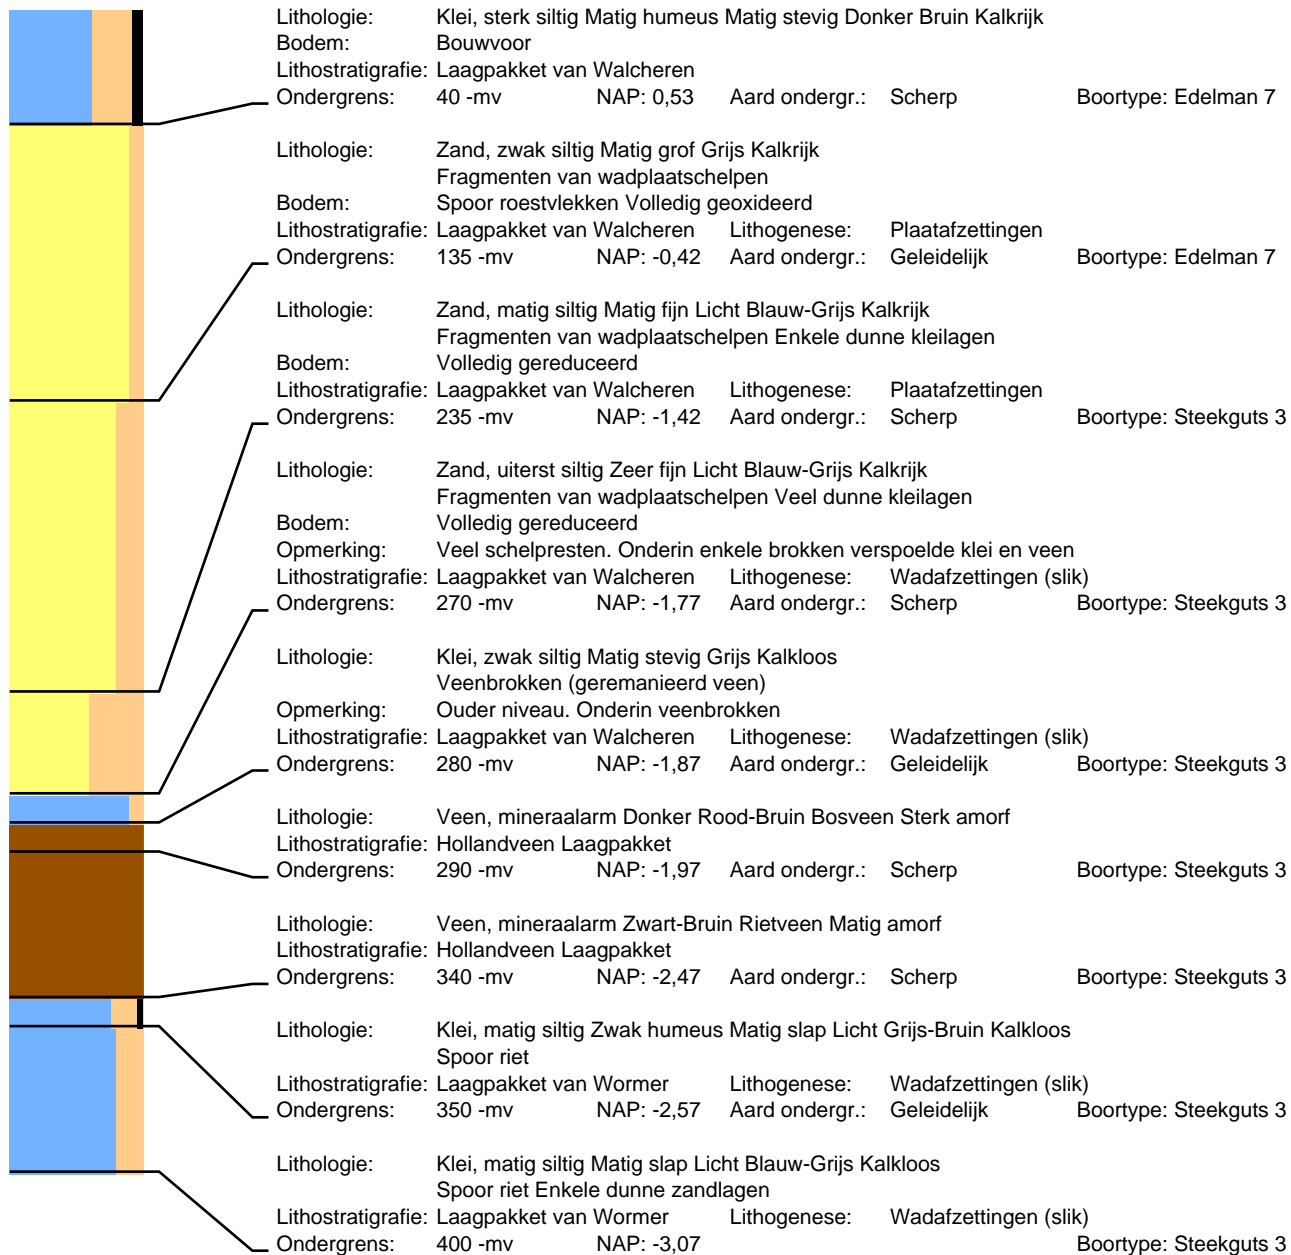 Lithologie: Klei, sterk siltig Matig humeus Matig stevig Donker Bruin Kalkrijk
Bodem: Bouwvoor
Lithostratigrafie: Laagpakket van Walcheren
Ondergrens: 40 -mv NAP: 0,53 Aard ondergr.: Scherp Boortype: Edelman 7
Lithologie: Zand, zwak siltig Matig grof Grijs Kalkrijk
Fragmenten van wadplaatschelpen
Bodem: Spoor roestvlekken Volledig geoxideerd
Lithostratigrafie: Laagpakket van Walcheren Lithogenese: Plaatafzettingen
Ondergrens: 135 -mv NAP: -0,42 Aard ondergr.: Geleidelijk Boortype: Edelman 7
Lithologie: Zand, matig siltig Matig fijn Licht Blauw-Grijs Kalkrijk
Fragmenten van wadplaatschelpen Enkele dunne kleilagen
Bodem: Volledig gereduceerd
Lithostratigrafie: Laagpakket van Walcheren Lithogenese: Plaatafzettingen
Ondergrens: 235 -mv NAP: -1,42 Aard ondergr.: Scherp Boortype: Steekguts 3
Lithologie: Zand, uiterst siltig Zeer fijn Licht Blauw-Grijs Kalkrijk
Fragmenten van wadplaatschelpen Veel dunne kleilagen
Bodem: Volledig gereduceerd
Opmerking: Veel schelpresten. Onderin enkele brokken verspoelde klei en veen
Lithostratigrafie: Laagpakket van Walcheren Lithogenese: Wadafzettingen (slik)
Ondergrens: 270 -mv NAP: -1,77 Aard ondergr.: Scherp Boortype: Steekguts 3
Lithologie: Klei, zwak siltig Matig stevig Grijs Kalkloos
Veenbrokken (geremanieerd veen)
Opmerking: Ouder niveau. Onderin veenbrokken
Lithostratigrafie: Laagpakket van Walcheren Lithogenese: Wadafzettingen (slik)
Ondergrens: 280 -mv NAP: -1,87 Aard ondergr.: Geleidelijk Boortype: Steekguts 3
Lithologie: Veen, mineraalarm Donker Rood-Bruin Bosveen Sterk amorf
Lithostratigrafie: Hollandveen Laagpakket
Ondergrens: 290 -mv NAP: -1,97 Aard ondergr.: Scherp Boortype: Steekguts 3
Lithologie: Veen, mineraalarm Zwart-Bruin Rietveen Matig amorf
Lithostratigrafie: Hollandveen Laagpakket
Ondergrens: 340 -mv NAP: -2,47 Aard ondergr.: Scherp Boortype: Steekguts 3
Lithologie: Klei, matig siltig Zwak humeus Matig slap Licht Grijs-Bruin Kalkloos
Spoor riet
Lithostratigrafie: Laagpakket van Wormer Lithogenese: Wadafzettingen (slik)
Ondergrens: 350 -mv NAP: -2,57 Aard ondergr.: Geleidelijk Boortype: Steekguts 3
Lithologie: Klei, matig siltig Matig slap Licht Blauw-Grijs Kalkloos
Spoor riet Enkele dunne zandlagen
Lithostratigrafie: Laagpakket van Wormer Lithogenese: Wadafzettingen (slik)
Ondergrens: 400 -mv NAP: -3,07 Boortype: Steekguts 3